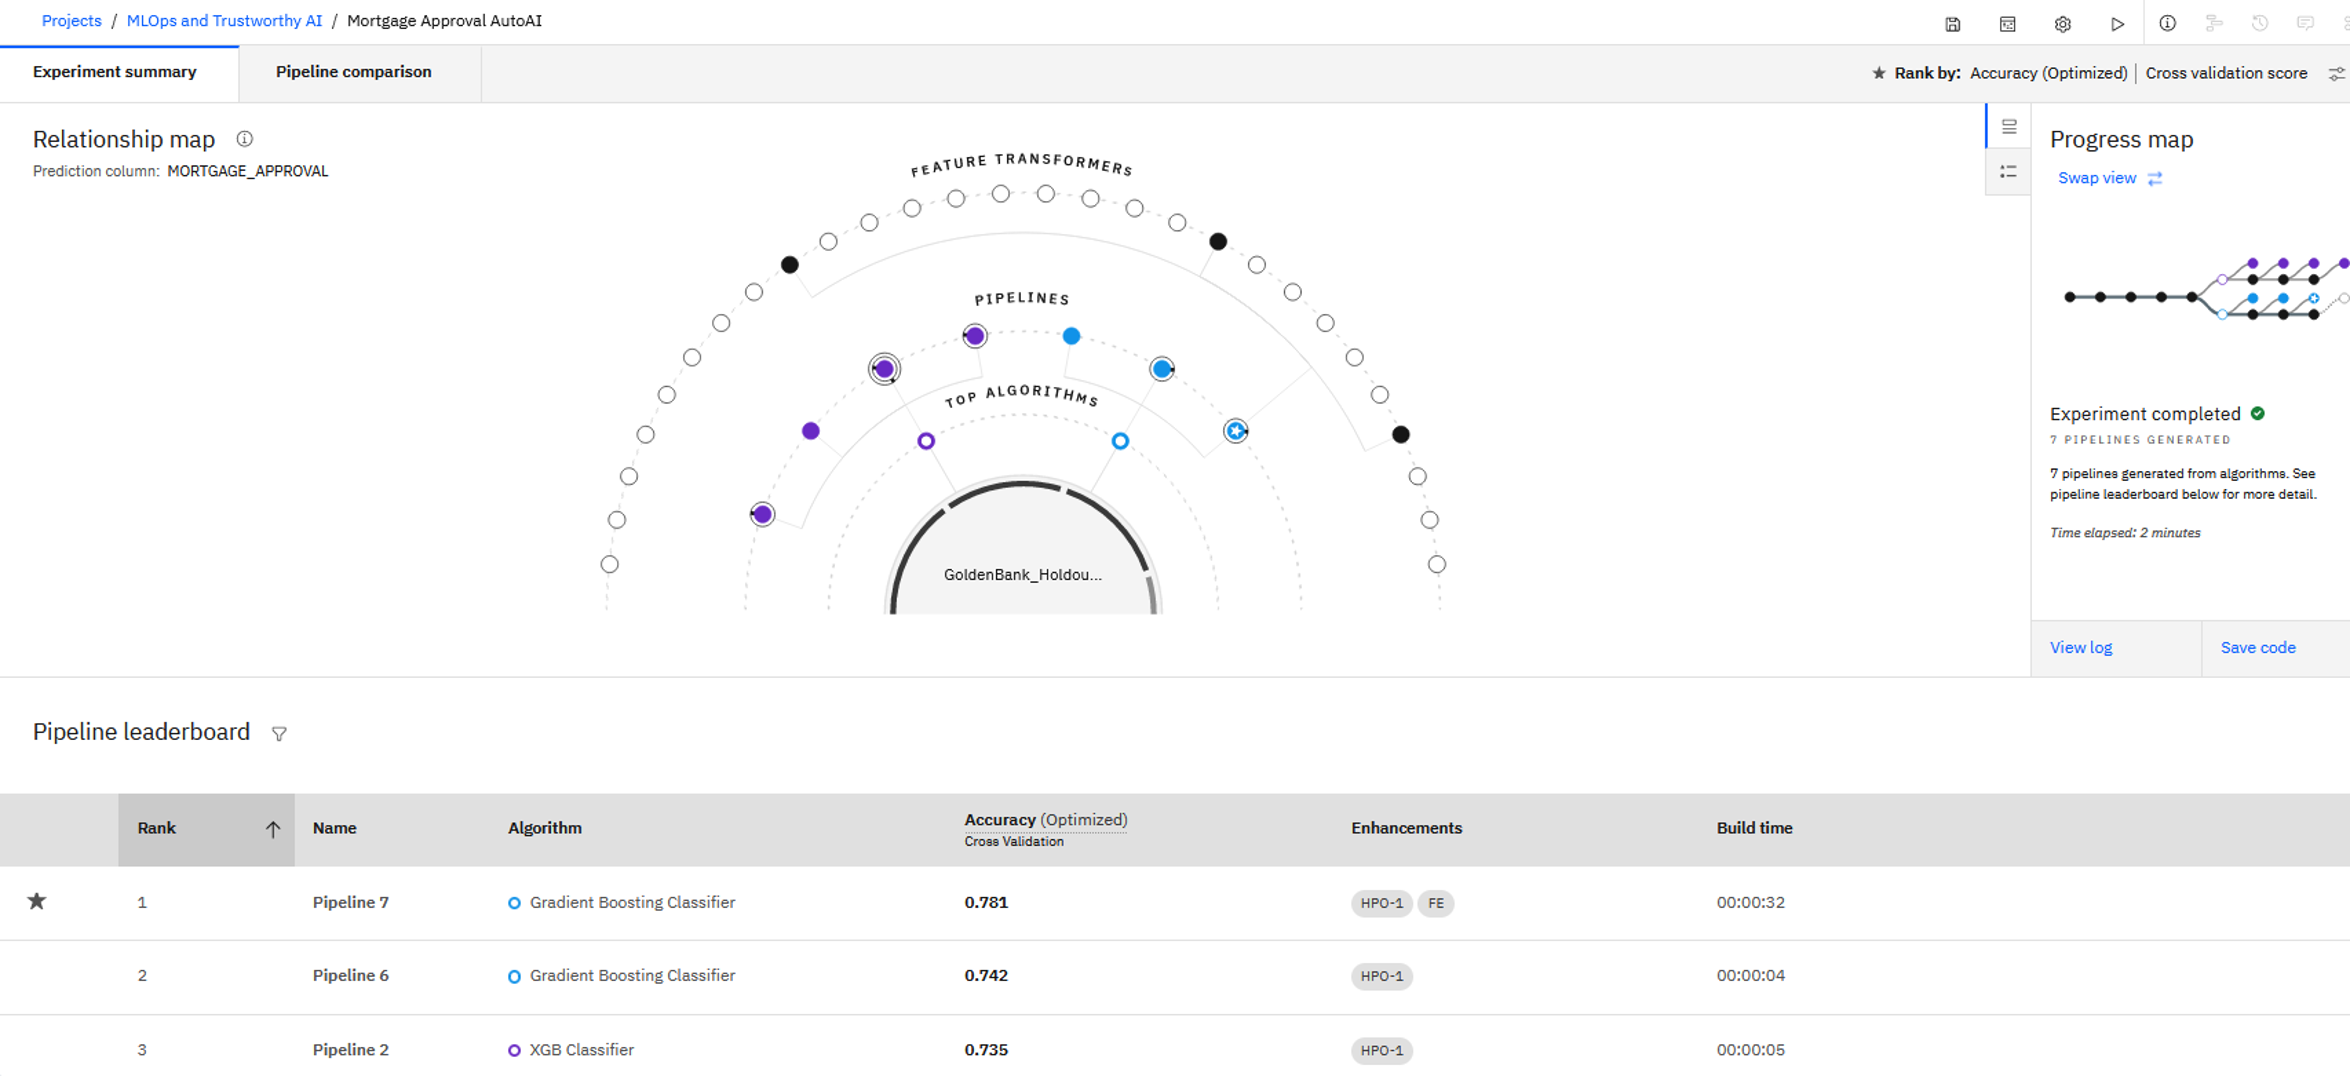 Projects / MLOps and Trustworthy AI / Mortgage Approval AutoAI
Experiment summary
Pipeline comparison
Rank by: Accuracy (Optimized) | Cross validation score
Relationship map
Prediction column: MORTGAGE_APPROVAL
FEATURE TRANSFORMERS
PIPELINES
TOP ALGORITHMS
GoldenBank_Holdou...
Progress map
Swap view
Experiment completed
7 PIPELINES GENERATED
7 pipelines generated from algorithms. See
pipeline leaderboard below for more detail.
Time elapsed: 2 minutes
View log
Save code
Pipeline leaderboard
Rank Name Algorithm Accuracy (Optimized) Enhancements Build time
Cross Validation
1 Pipeline 7 Gradient Boosting Classifier 0.781 HPO-1 FE 00:00:32
2 Pipeline 6 Gradient Boosting Classifier 0.742 HPO-1 00:00:04
3 Pipeline 2 XGB Classifier 0.735 HPO-1 00:00:05